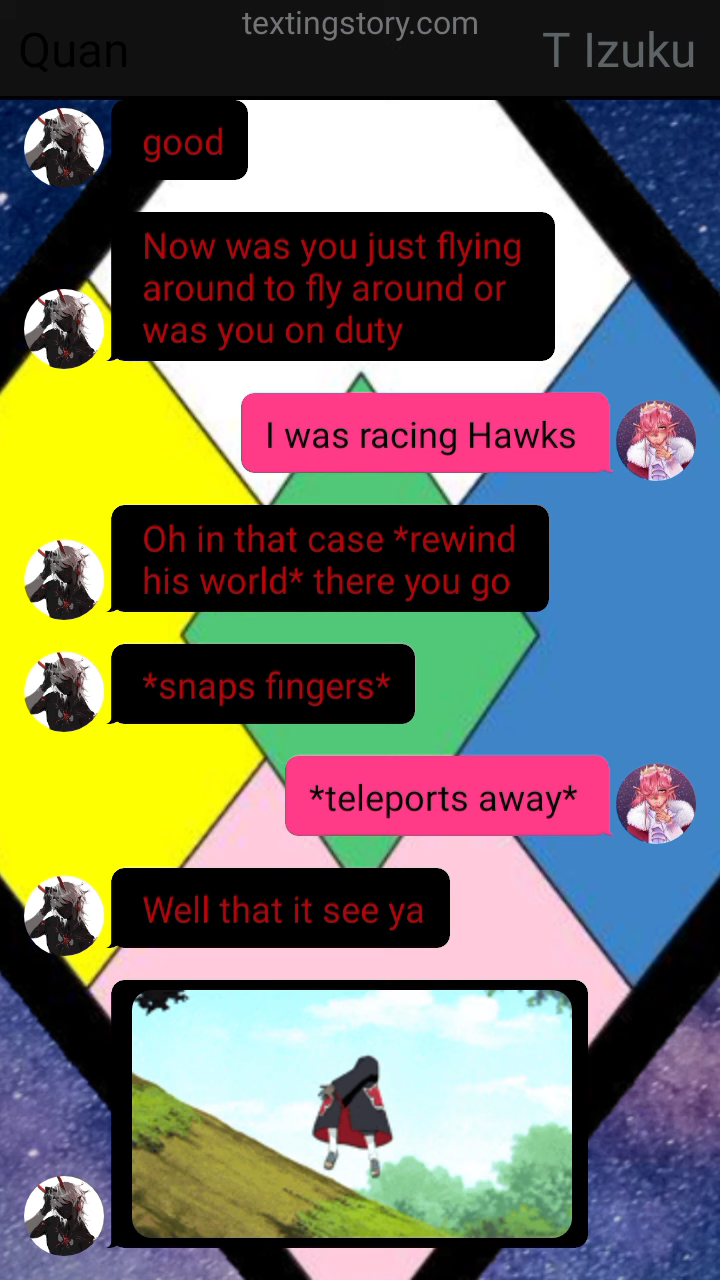 textingstory.com
Quan
T Izuku
good
Now was you just flying
around to fly around or
was you on duty
I was racing Hawks
Oh in that case *rewind
his world* there you go
*snaps fingers*
*teleports away*
Well that it see ya